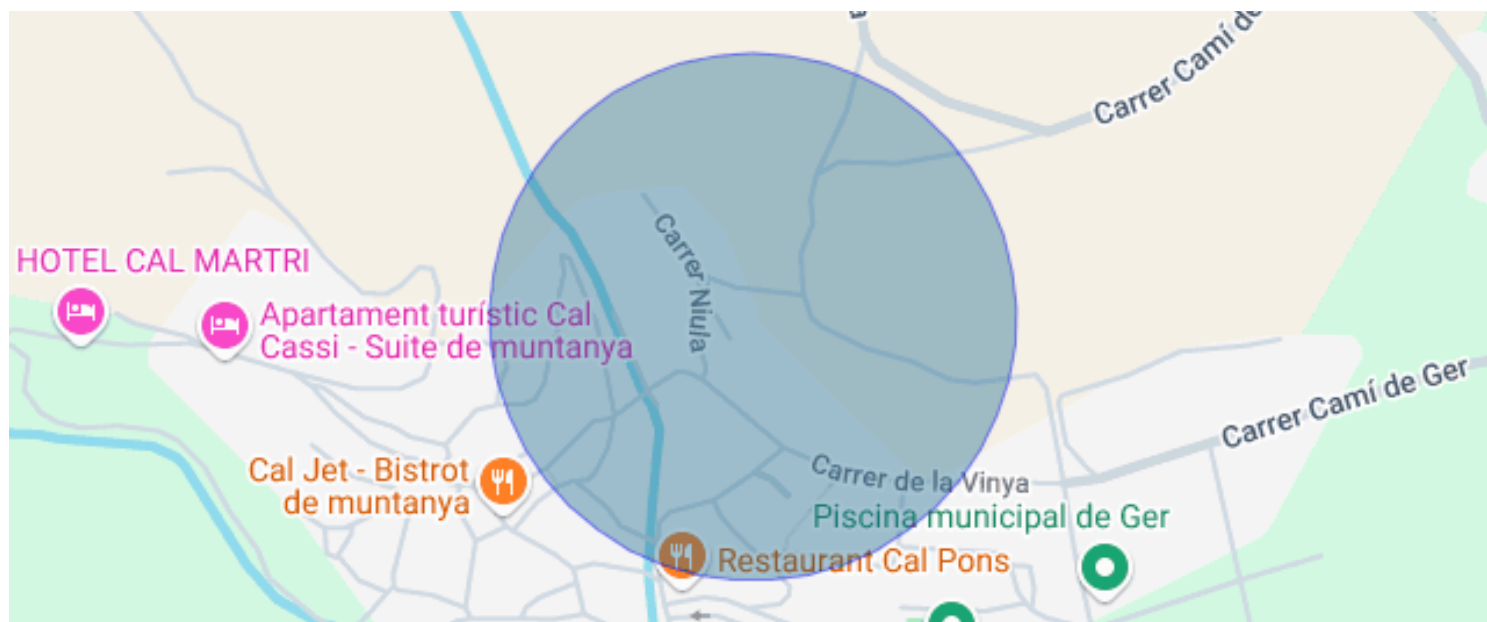 Carrer Camí de
Carrer Niula
HOTEL CAL MARTRI
Apartament turístic Cal
Cassi - Suite de muntanya
Carrer Camí de Ger
Cal Jet - Bistrot
de muntanya
Carrer de la Vinya
Piscina municipal de Ger
Restaurant Cal Pons